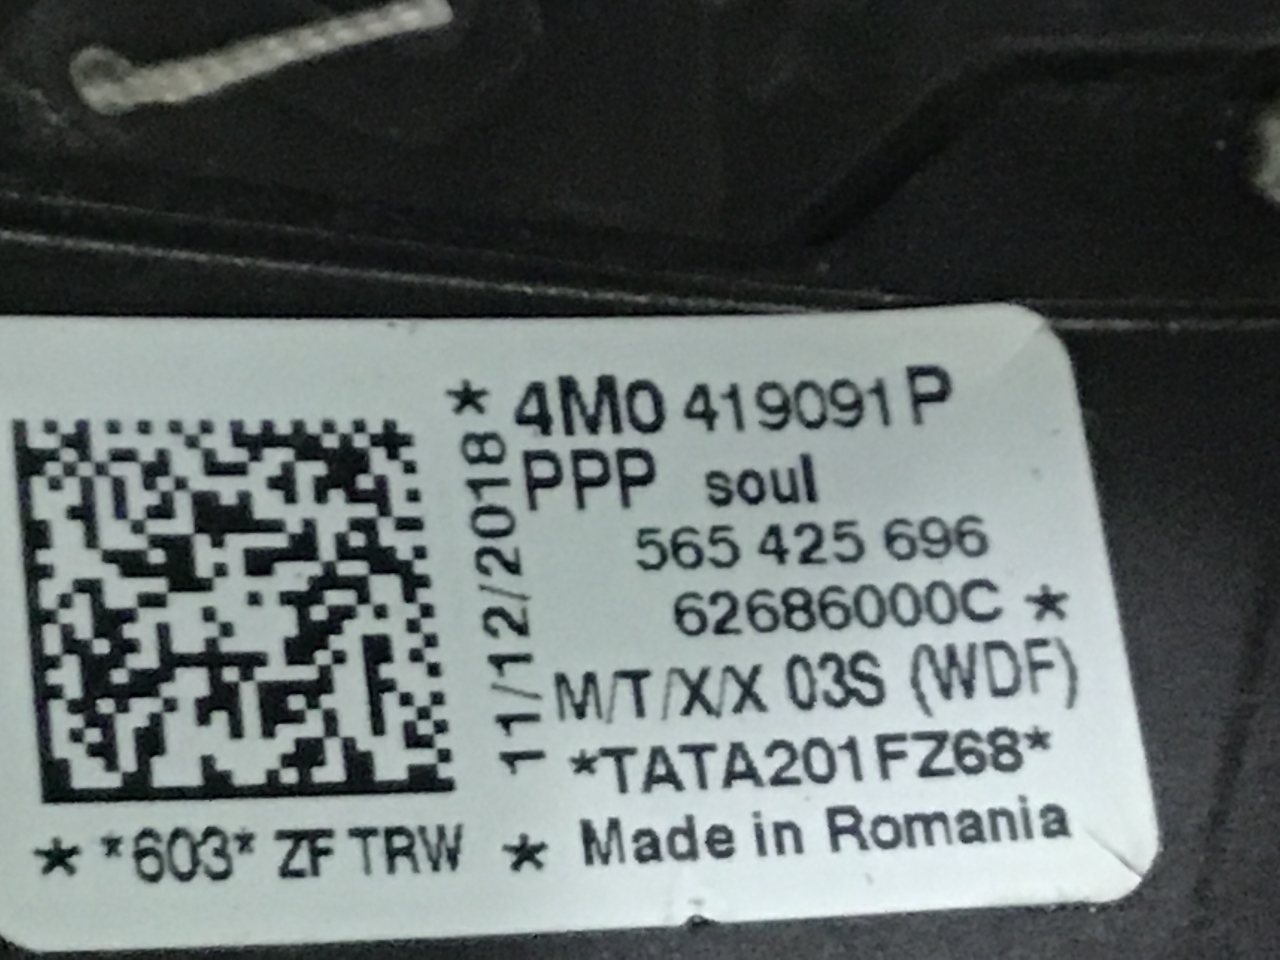 * 4M0 419091P
PPP soul
565 425 696
62686000C *
M/T/X/X 03S (WDF)
*TATA201FZ68*
* *603* ZF TRW * Made in Romania
11/12/2018